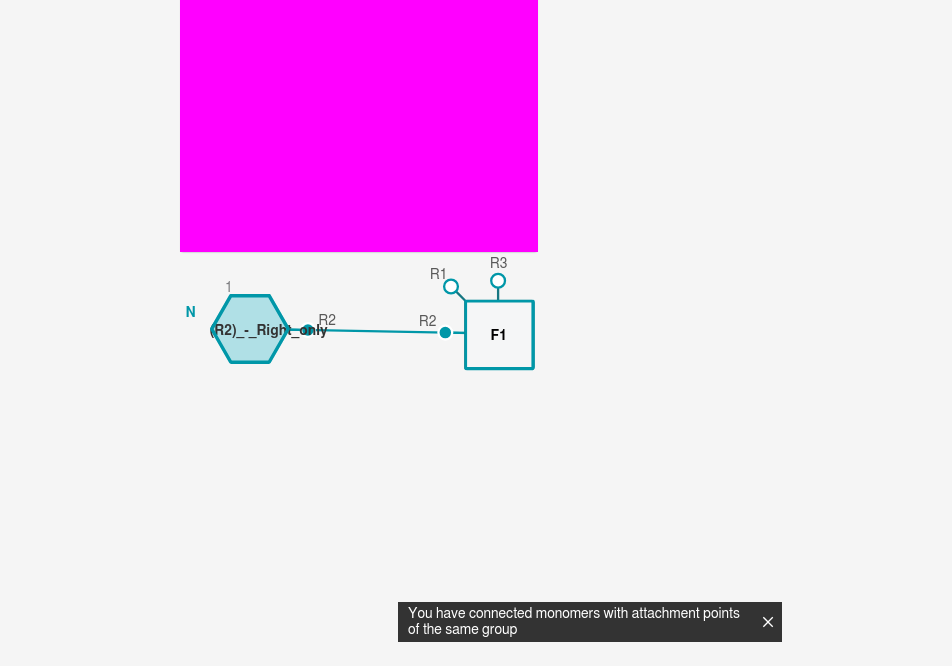 R3
R1
1
N
R2
R2
(R2)_-_Right_only
F1
You have connected monomers with attachment points
of the same group